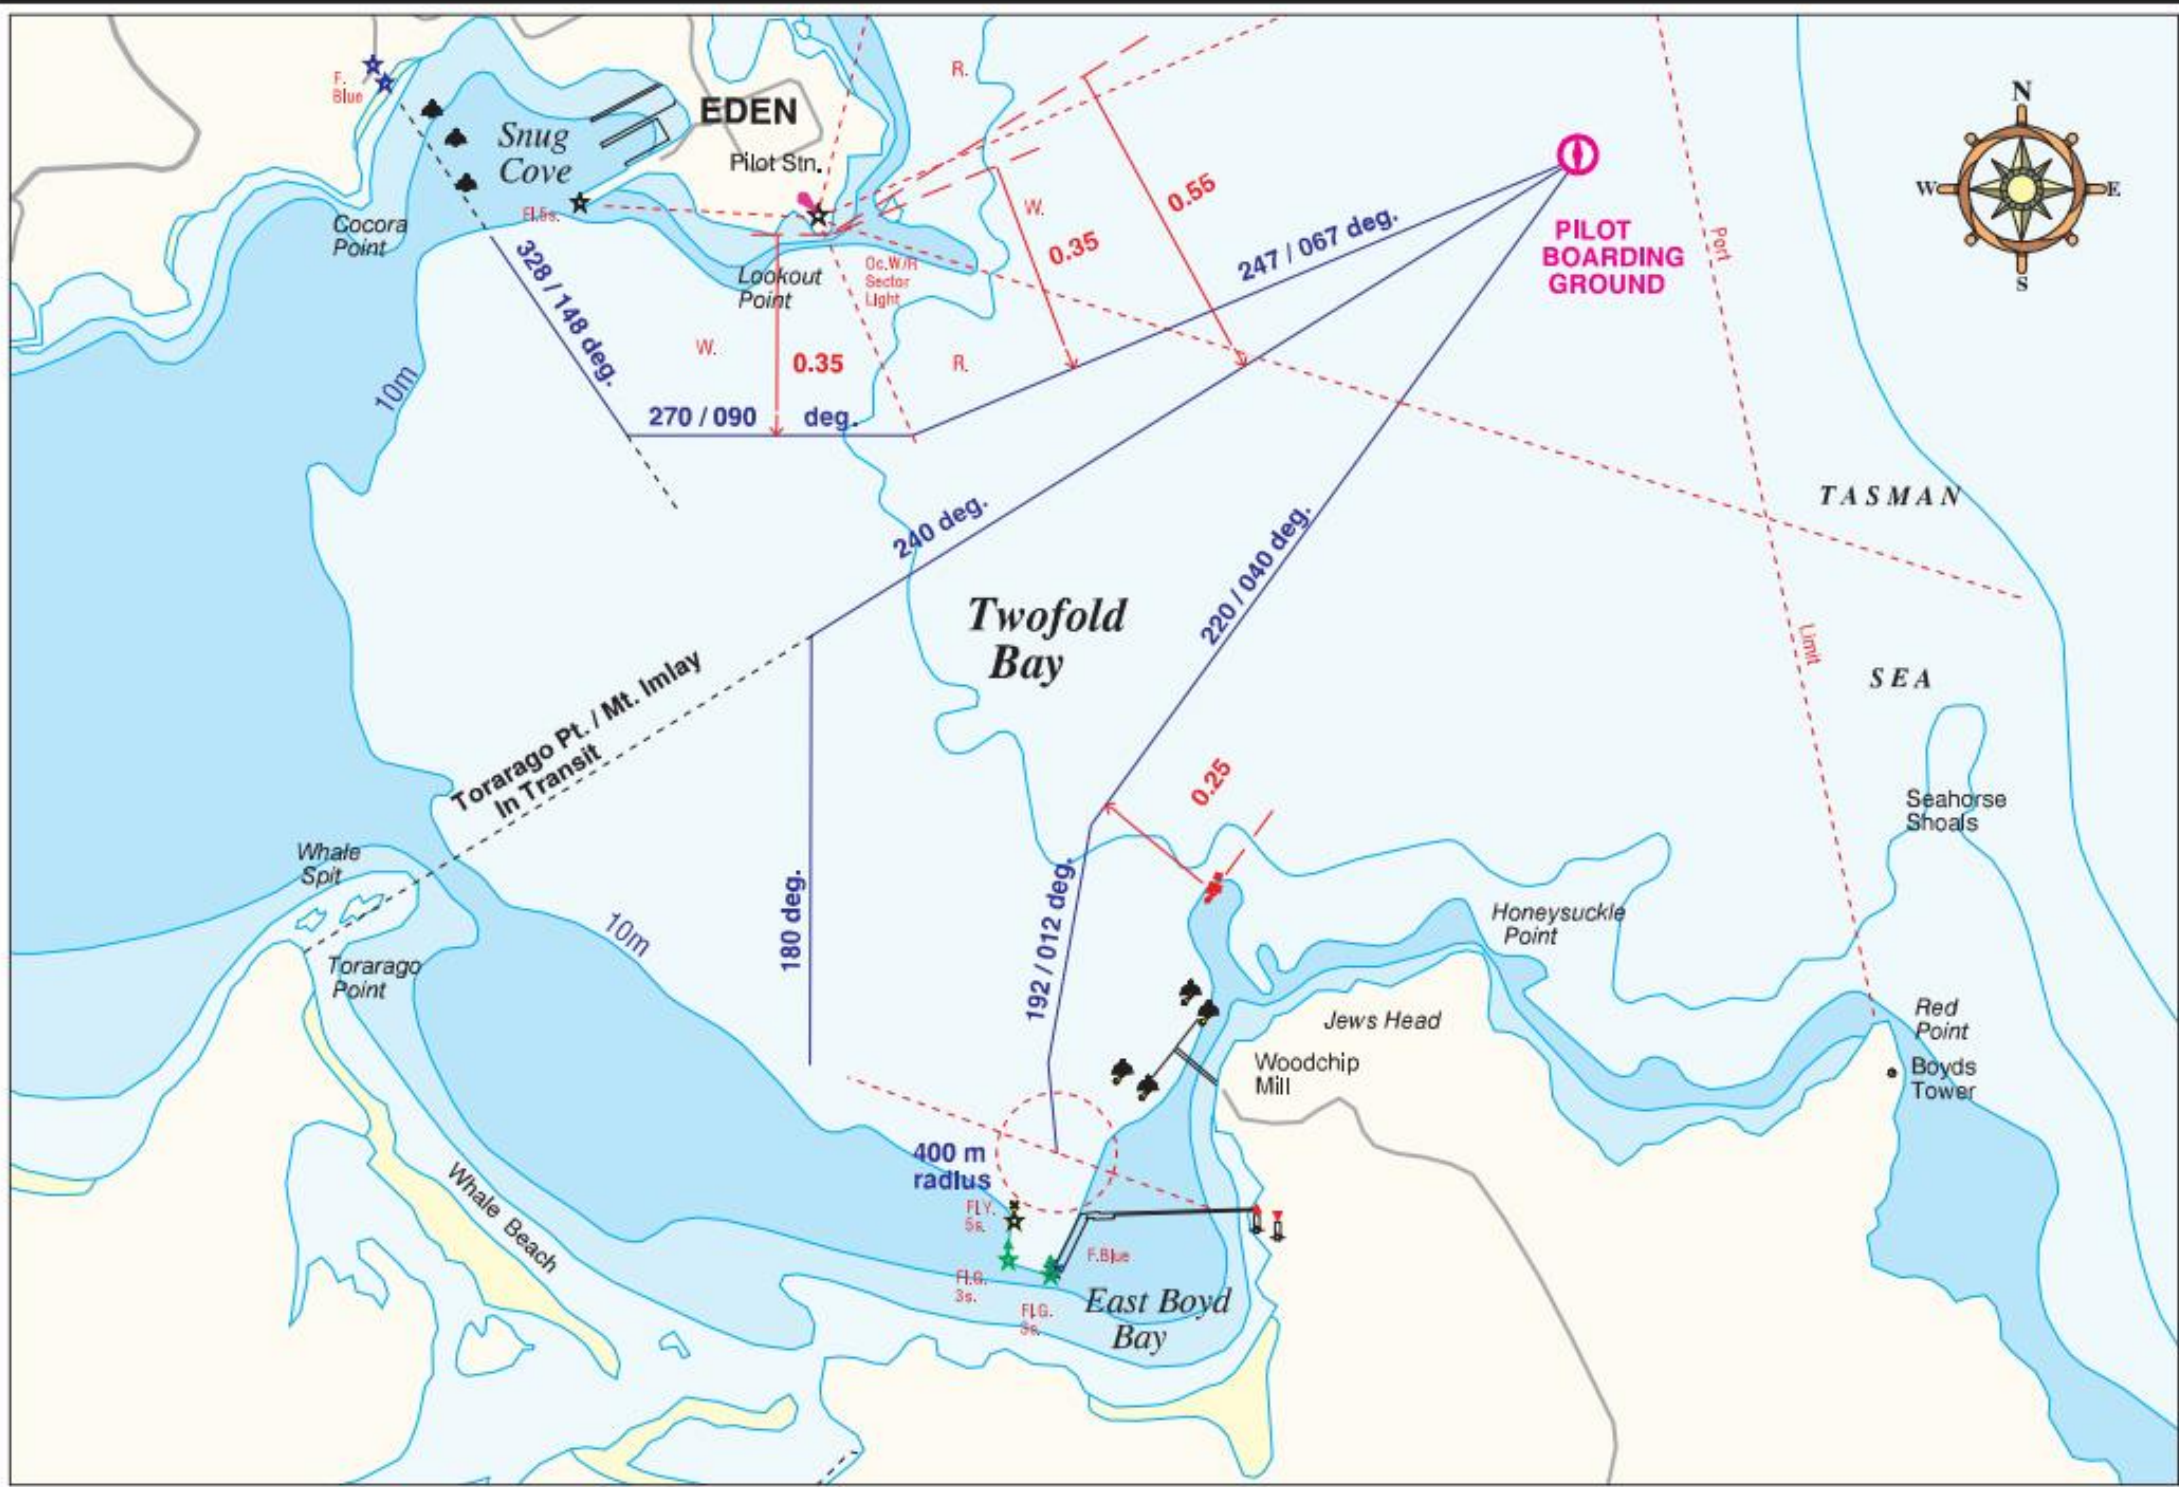 N
W
E
S
F.
Blue
Snug
Cove
EDEN
Pilot Stn.
Fl.5s.
Cocora
Point
Lookout
Point
Oc.W/R
Sector
Light
R.
W.
R.
W.
0.35
0.35
0.55
328 / 148 deg.
270 / 090 deg.
247 / 067 deg.
240 deg.
220 / 040 deg.
PILOT
BOARDING
GROUND
Port
Limit
TASMAN
SEA
10m
Twofold
Bay
Torarago Pt. / Mt. Imlay
In Transit
0.25
Seahorse
Shoals
Whale
Spit
Torarago
Point
10m
180 deg.
192 / 012 deg.
Honeysuckle
Point
Jews Head
Woodchip
Mill
Red
Point
Boyds
Tower
400 m
radius
Fl.Y.
5s.
Fl.G.
3s.
Fl.G.
3s.
F.Blue
Whale Beach
East Boyd
Bay